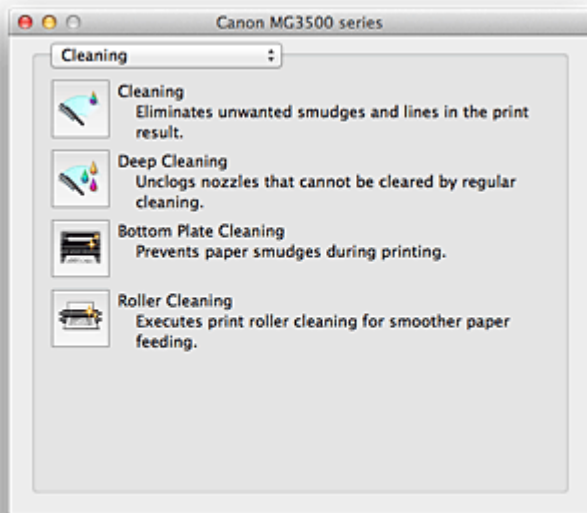 Canon MG3500 series
Cleaning
Cleaning
Eliminates unwanted smudges and lines in the print
result.
Deep Cleaning
Unclogs nozzles that cannot be cleared by regular
cleaning.
Bottom Plate Cleaning
Prevents paper smudges during printing.
Roller Cleaning
Executes print roller cleaning for smoother paper
feeding.